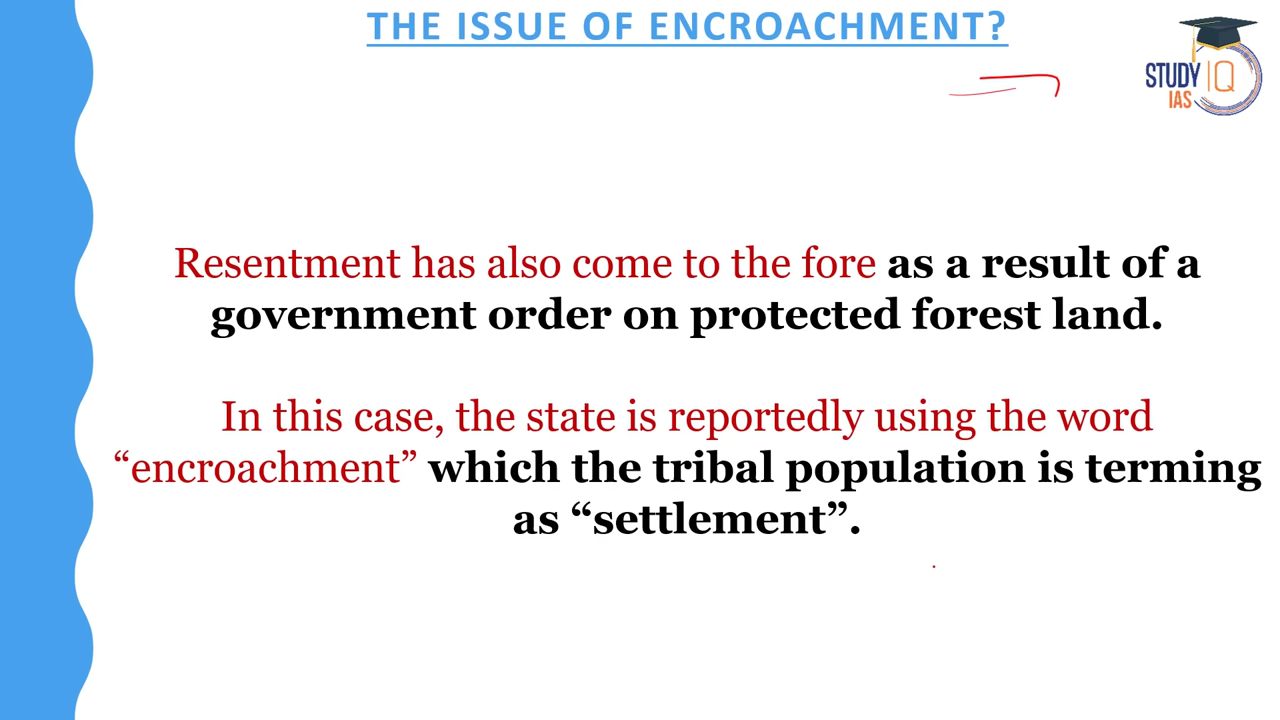 THE ISSUE OF ENCROACHMENT?
STUDY IQ
IAS
Resentment has also come to the fore as a result of a
government order on protected forest land.
In this case, the state is reportedly using the word
“encroachment” which the tribal population is terming
as “settlement”.